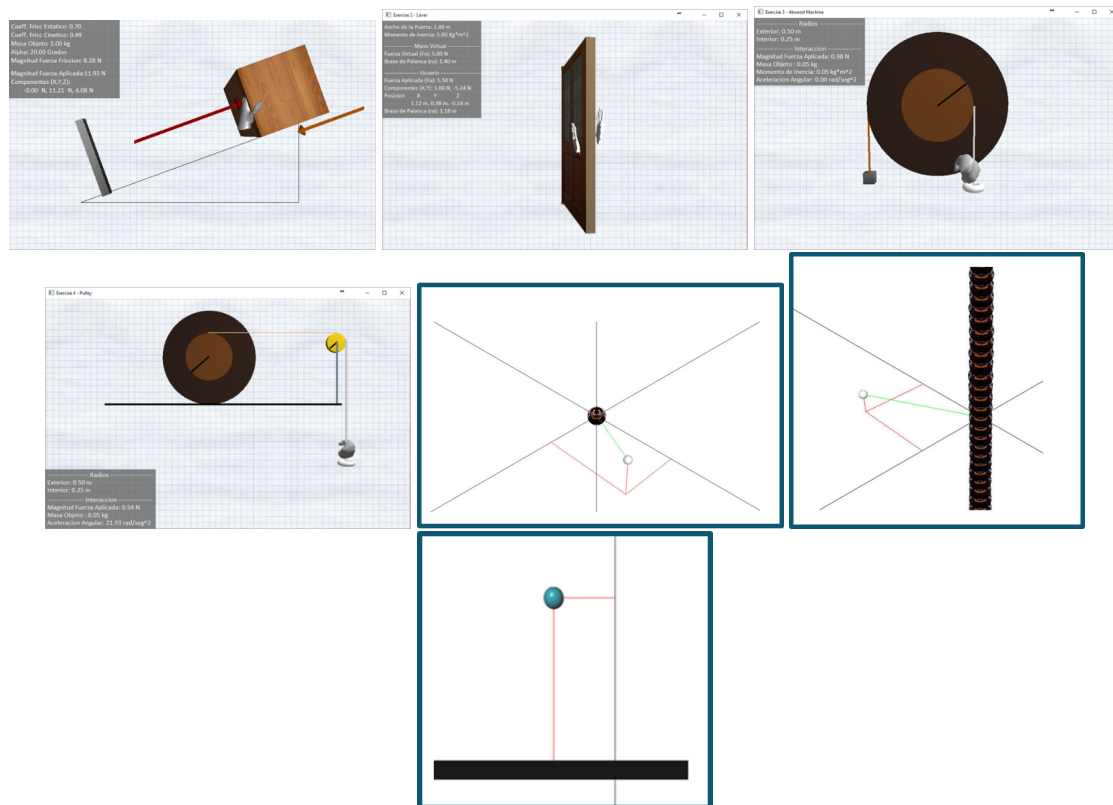 Coeff. Fricc Estatico: 0.70
Coeff. Fricc Cinetico: 0.49
Masa Objeto: 1.00 kg
Alpha: 20.00 Grados
Magnitud Fuerza Friccion: 8.28 N
Magnitud Fuerza Aplicada:11.93 N
Componentes (X,Y,Z):
-0.00 N, 11.21 N, 4.08 N
Exercise 2 - Lever
Ancho de la Puerta: 1.40 m
Momento de Inercia: 5.00 Kg*m^2
Mano Virtual
Fuerza Virtual (Fv): 5.00 N
Brazo de Palanca (rv): 1.40 m
Usuario
Fuerza Aplicada (Fu): 5.34 N
Componentes (X,Y): 1.00 N, -5.24 N
Posicion X Y Z
1.12 m, 0.38 m, -0.14 m
Brazo de Palanca (ru): 1.18 m
Exercise 3 - Atwood Machine
Radios
Exterior: 0.50 m
Interior: 0.25 m
Interaccion
Magnitud Fuerza Aplicada: 0.98 N
Masa Objeto : 0.05 kg
Momento de Inercia: 0.05 kg*m^2
Aceleracion Angular: 0.00 rad/seg^2
Exercise 4 - Pulley
Radios
Exterior: 0.50 m
Interior: 0.25 m
Interaccion
Magnitud Fuerza Aplicada: 0.54 N
Masa Objeto : 0.05 kg
Aceleracion Angular: 21.93 rad/seg^2